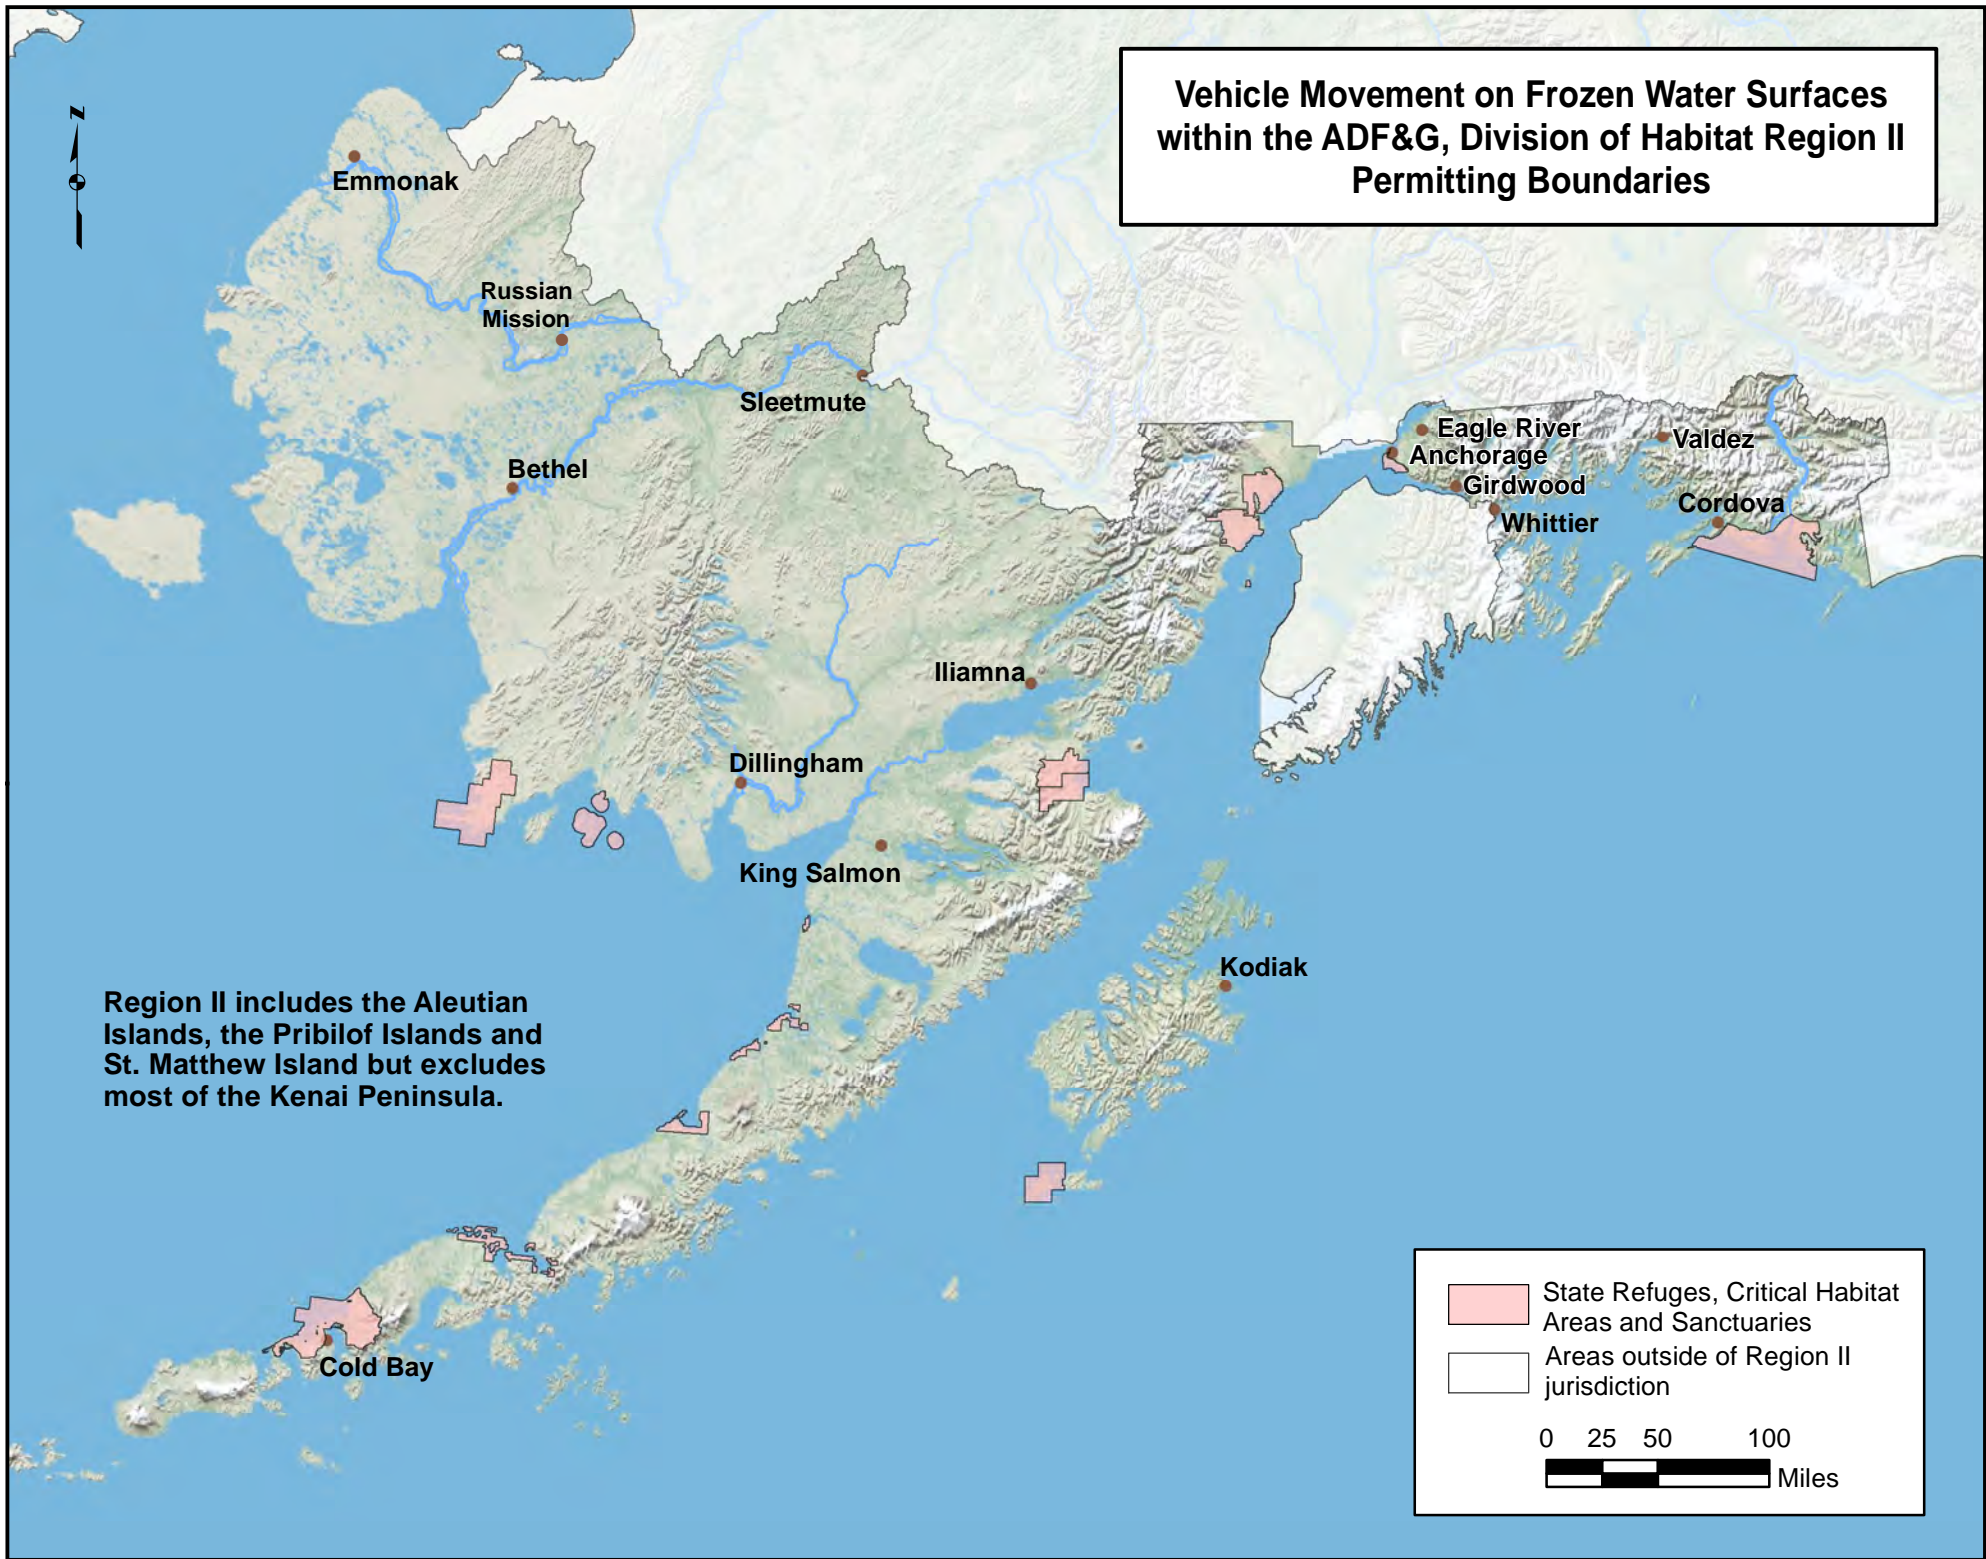 Vehicle Movement on Frozen Water Surfaces
within the ADF&G, Division of Habitat Region II
Permitting Boundaries
N
Emmonak
Russian
Mission
Sleetmute
Bethel
Eagle River
Anchorage
Girdwood
Whittier
Valdez
Cordova
Iliamna
Dillingham
King Salmon
Kodiak
Region II includes the Aleutian
Islands, the Pribilof Islands and
St. Matthew Island but excludes
most of the Kenai Peninsula.
Cold Bay
State Refuges, Critical Habitat
Areas and Sanctuaries
Areas outside of Region II
jurisdiction
0 25 50 100
Miles